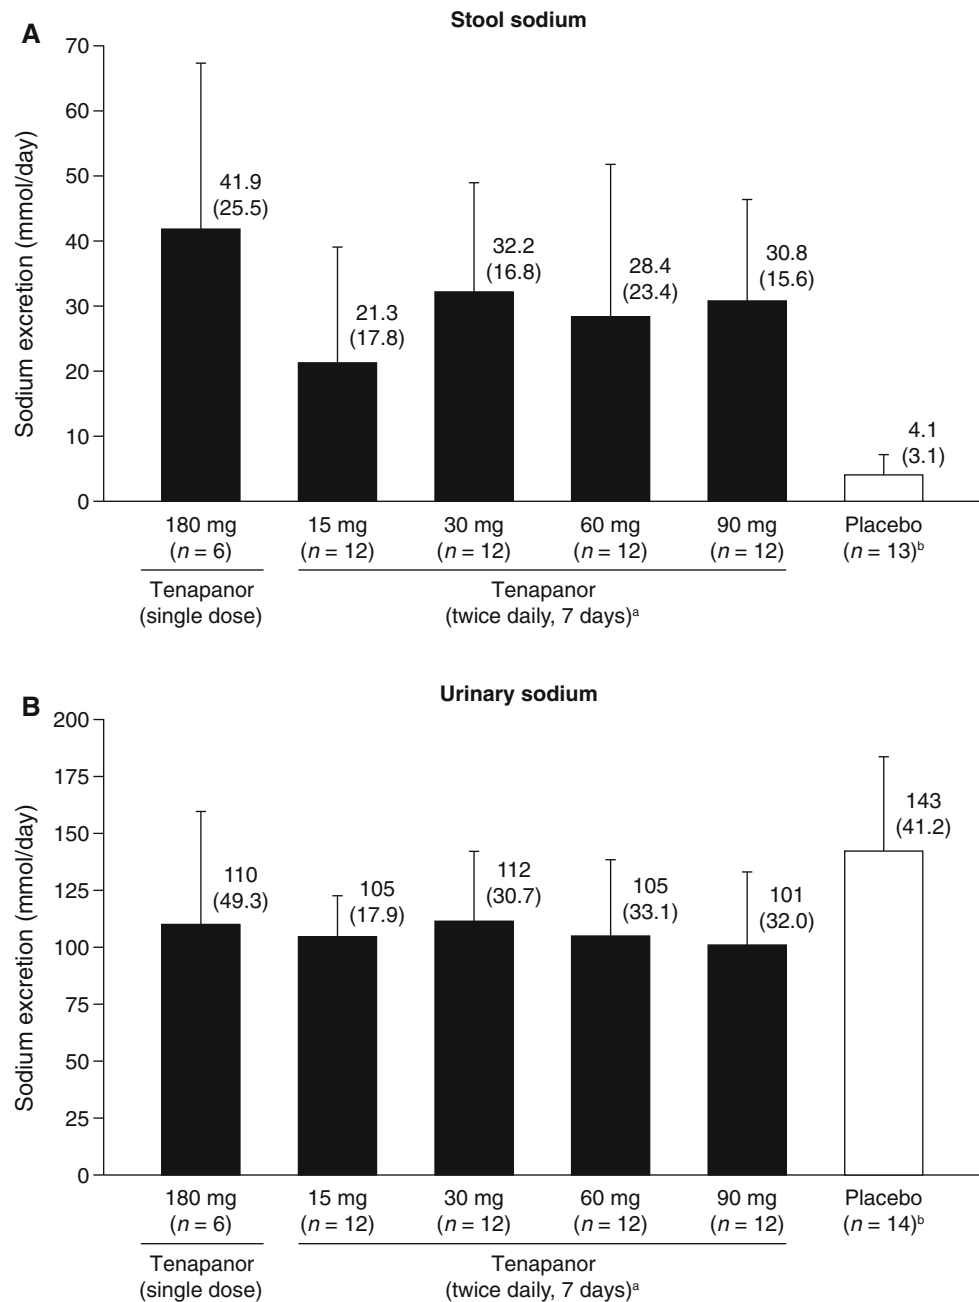 A
Stool sodium
Sodium excretion (mmol/day)
70
60
50
40
30
20
10
0
41.9
(25.5)
21.3
(17.8)
32.2
(16.8)
28.4
(23.4)
30.8
(15.6)
4.1
(3.1)
180 mg 15 mg 30 mg 60 mg 90 mg Placebo
(n = 6) (n = 12) (n = 12) (n = 12) (n = 12) (n = 13)ᵇ
Tenapanor Tenapanor
(single dose) (twice daily, 7 days)ᵃ
B
Urinary sodium
Sodium excretion (mmol/day)
200
175
150
125
100
75
50
25
0
110
(49.3)
105
(17.9)
112
(30.7)
105
(33.1)
101
(32.0)
143
(41.2)
180 mg 15 mg 30 mg 60 mg 90 mg Placebo
(n = 6) (n = 12) (n = 12) (n = 12) (n = 12) (n = 14)ᵇ
Tenapanor Tenapanor
(single dose) (twice daily, 7 days)ᵃ